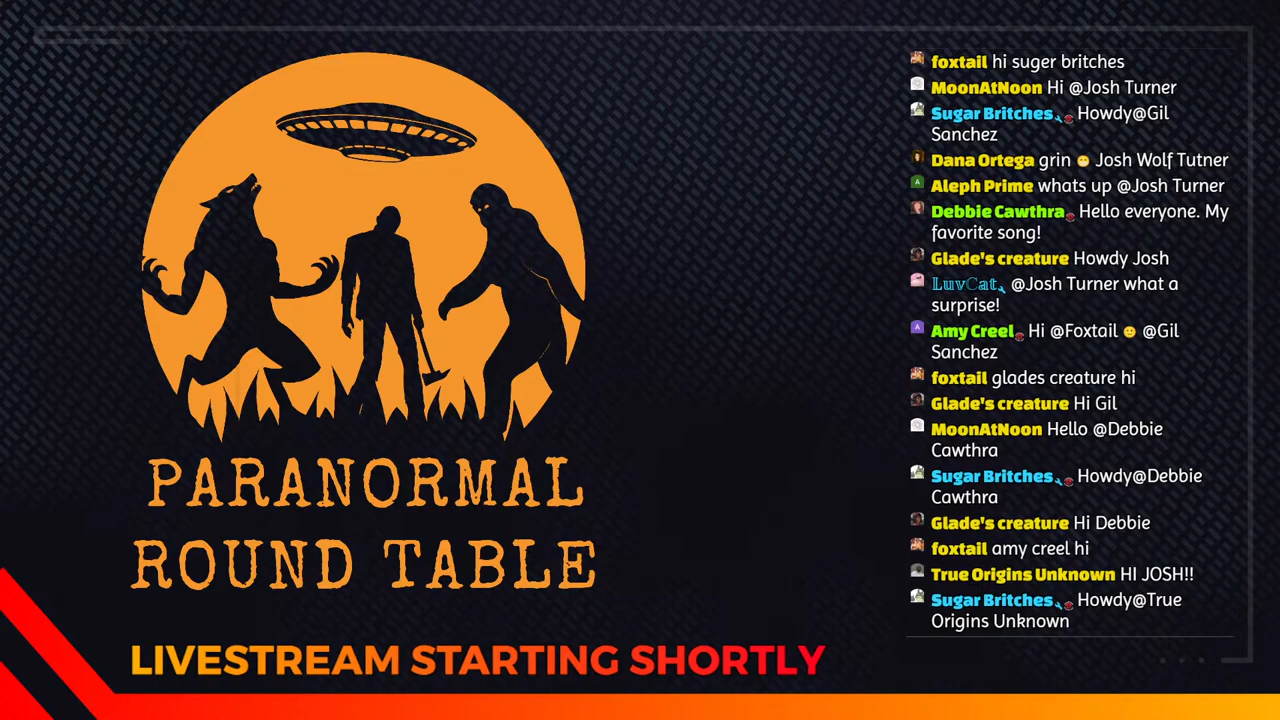 PARANORMAL
ROUND TABLE
LIVESTREAM STARTING SHORTLY
foxtail hi suger britches
MoonAtNoon Hi @Josh Turner
Sugar Britches Howdy@Gil
Sanchez
Dana Ortega grin 😁 Josh Wolf Tutner
A Aleph Prime whats up @Josh Turner
Debbie Cawthra Hello everyone. My
favorite song!
Glade's creature Howdy Josh
𝕃𝕦𝕧ℂ𝕒𝕥 @Josh Turner what a
surprise!
A Amy Creel Hi @Foxtail 🙂 @Gil
Sanchez
foxtail glades creature hi
Glade's creature Hi Gil
MoonAtNoon Hello @Debbie
Cawthra
Sugar Britches Howdy@Debbie
Cawthra
Glade's creature Hi Debbie
foxtail amy creel hi
True Origins Unknown HI JOSH!!
Sugar Britches Howdy@True
Origins Unknown